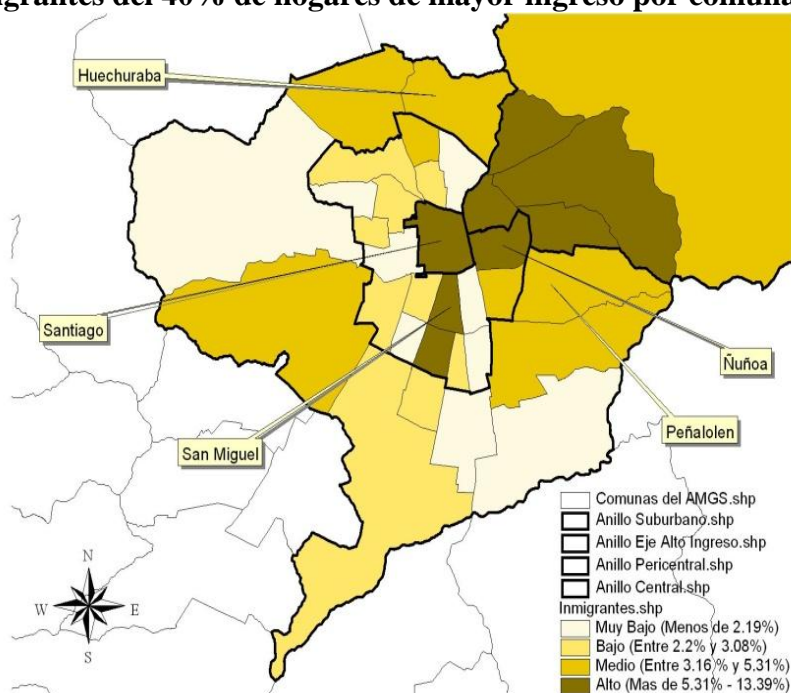 grantes del 40% de hogares de mayor ingreso por comuna
Huechuraba
Santiago
Ñuñoa
San Miguel
Peñalolen
N
W E
S
Comunas del AMGS.shp
Anillo Suburbano.shp
Anillo Eje Alto Ingreso.shp
Anillo Pericentral.shp
Anillo Central.shp
Inmigrantes.shp
Muy Bajo (Menos de 2.19%)
Bajo (Entre 2.2% y 3.08%)
Medio (Entre 3.16)% y 5.31%)
Alto (Mas de 5.31% - 13.39%)